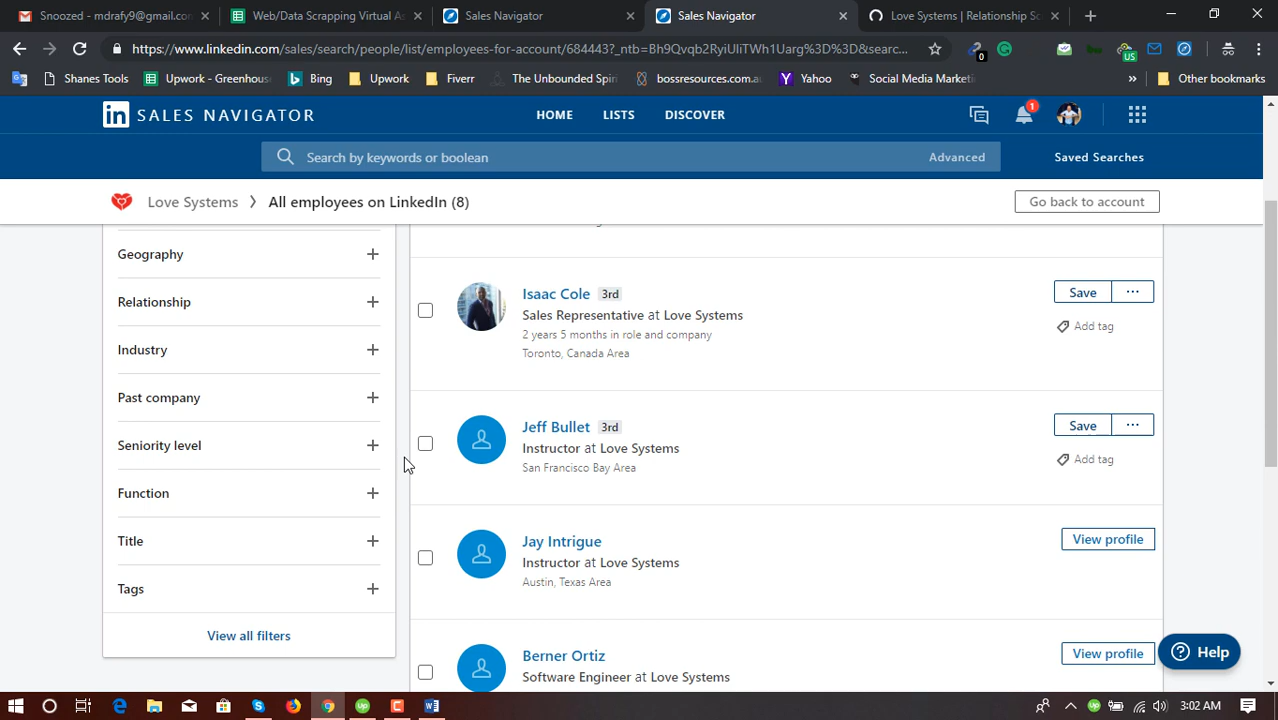 Snoozed - mdrafy9@gmail.co
Web/Data Scrapping Virtual As
Sales Navigator
Sales Navigator
Love Systems | Relationship Sc
https://www.linkedin.com/sales/search/people/list/employees-for-account/684443?_ntb=Bh9Qvqb2RyiUliTWh1Uarg%3D%3D&searc...
0
US
Shanes Tools
Upwork - Greenhous
Bing
Upwork
Fiverr
The Unbounded Spiri
bossresources.com.au
Yahoo
Social Media Marketi
»
Other bookmarks
in SALES NAVIGATOR
HOME
LISTS
DISCOVER
1
Search by keywords or boolean
Advanced
Saved Searches
Love Systems
All employees on LinkedIn (8)
Go back to account
Geography
Relationship
Industry
Past company
Seniority level
Function
Title
Tags
View all filters
Isaac Cole 3rd
Sales Representative at Love Systems
2 years 5 months in role and company
Toronto, Canada Area
Save ...
Add tag
Jeff Bullet 3rd
Instructor at Love Systems
San Francisco Bay Area
Save ...
Add tag
Jay Intrigue
Instructor at Love Systems
Austin, Texas Area
View profile
Berner Ortiz
Software Engineer at Love Systems
View profile
Help
3:02 AM